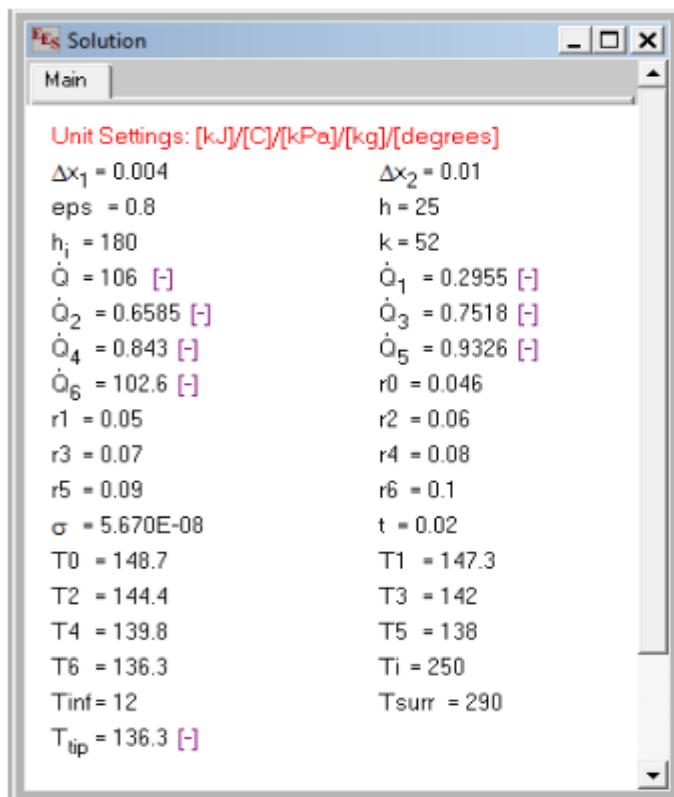 EES Solution
Main
Unit Settings: [kJ]/[C]/[kPa]/[kg]/[degrees]
Δx₁ = 0.004 Δx₂ = 0.01
eps = 0.8 h = 25
hᵢ = 180 k = 52
Q̇ = 106 [-] Q̇₁ = 0.2955 [-]
Q̇₂ = 0.6585 [-] Q̇₃ = 0.7518 [-]
Q̇₄ = 0.843 [-] Q̇₅ = 0.9326 [-]
Q̇₆ = 102.6 [-] r0 = 0.046
r1 = 0.05 r2 = 0.06
r3 = 0.07 r4 = 0.08
r5 = 0.09 r6 = 0.1
σ = 5.670E-08 t = 0.02
T0 = 148.7 T1 = 147.3
T2 = 144.4 T3 = 142
T4 = 139.8 T5 = 138
T6 = 136.3 Ti = 250
Tinf = 12 Tsurr = 290
T_tip = 136.3 [-]